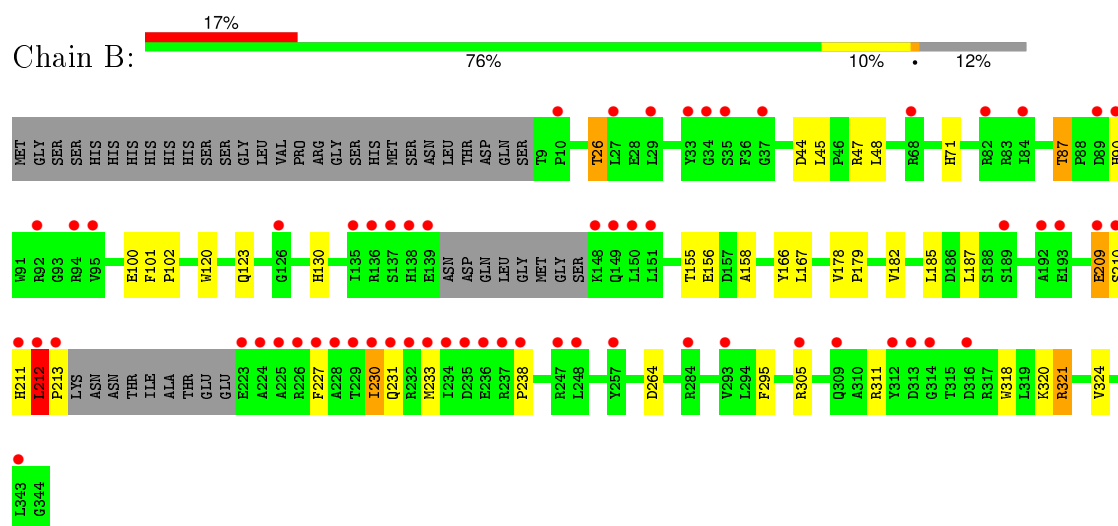 17%
Chain B:
76% 10% • 12%
MET GLY SER SER HIS HIS HIS HIS HIS HIS SER SER GLY LEU VAL PRO ARG GLY SER HIS MET SER ASN LEU THR ASP GLN SER T9 P10 T26 L27 E28 L29 Y33 G34 S35 F36 G37 D44 L45 P46 R47 L48 R68 H71 R82 R83 I84 T87 P88 D89 H90
W91 R92 G93 R94 V95 E100 F101 P102 W120 Q123 G126 H130 I135 R136 S137 H138 E139 ASN ASP GLN LEU GLY MET GLY SER K148 Q149 L150 L151 T155 E156 D157 A158 Y166 L167 V178 P179 V182 L185 D186 L187 S188 S189 A192 E193 E209 S210
H211 L212 P213 LYS ASN ASN THR ILE ALA THR GLU GLU E223 A224 A225 R226 F227 A228 T229 I230 Q231 R232 M233 I234 D235 E236 R237 P238 R247 L248 Y257 D264 R284 V293 L294 F295 R305 Q309 A310 R311 Y312 D313 G314 T315 D316 R317 W318 L319 K320 R321 V324
L343 G344